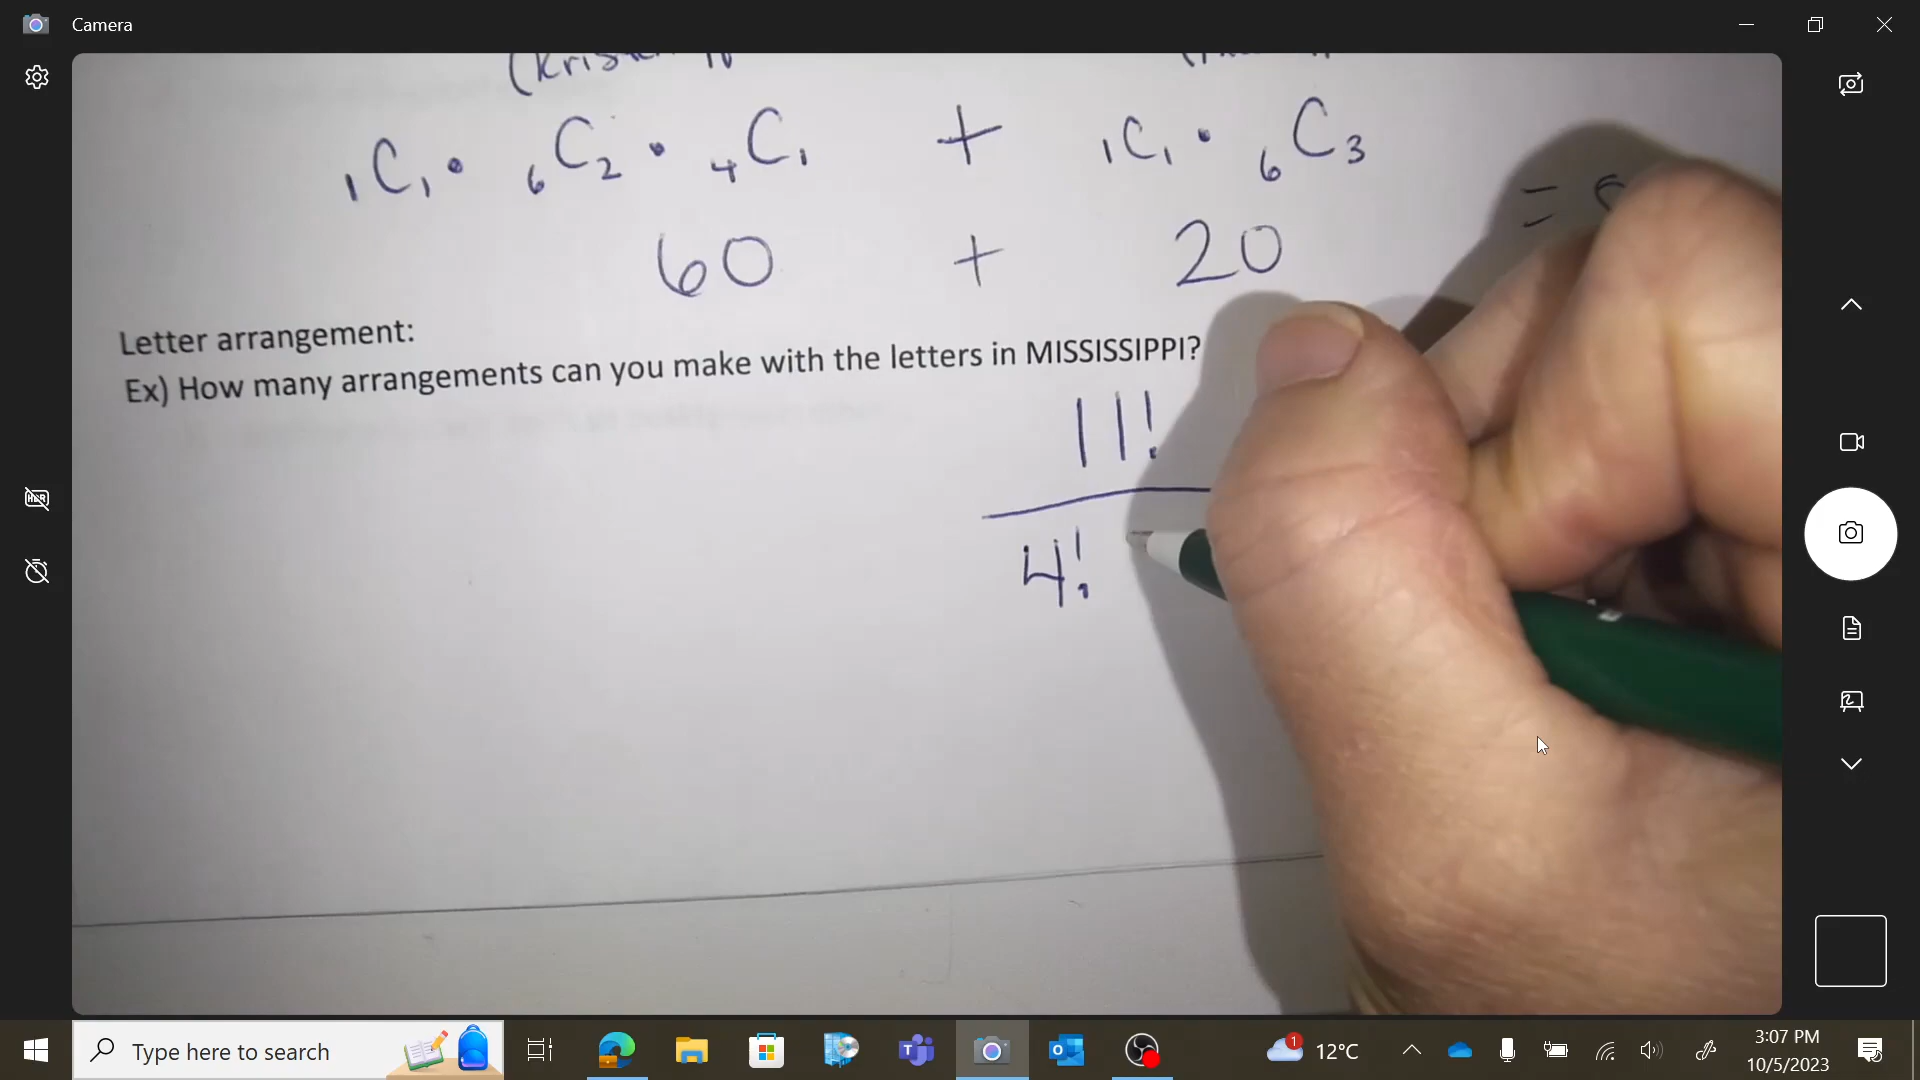 Camera
₁C₁ • ₆C₂ • ₄C₁ + ₁C₁ • ₆C₃ =
60 + 20
Letter arrangement:
Ex) How many arrangements can you make with the letters in MISSISSIPPI?
11!
4!
Type here to search
1
12°C
3:07 PM
10/5/2023